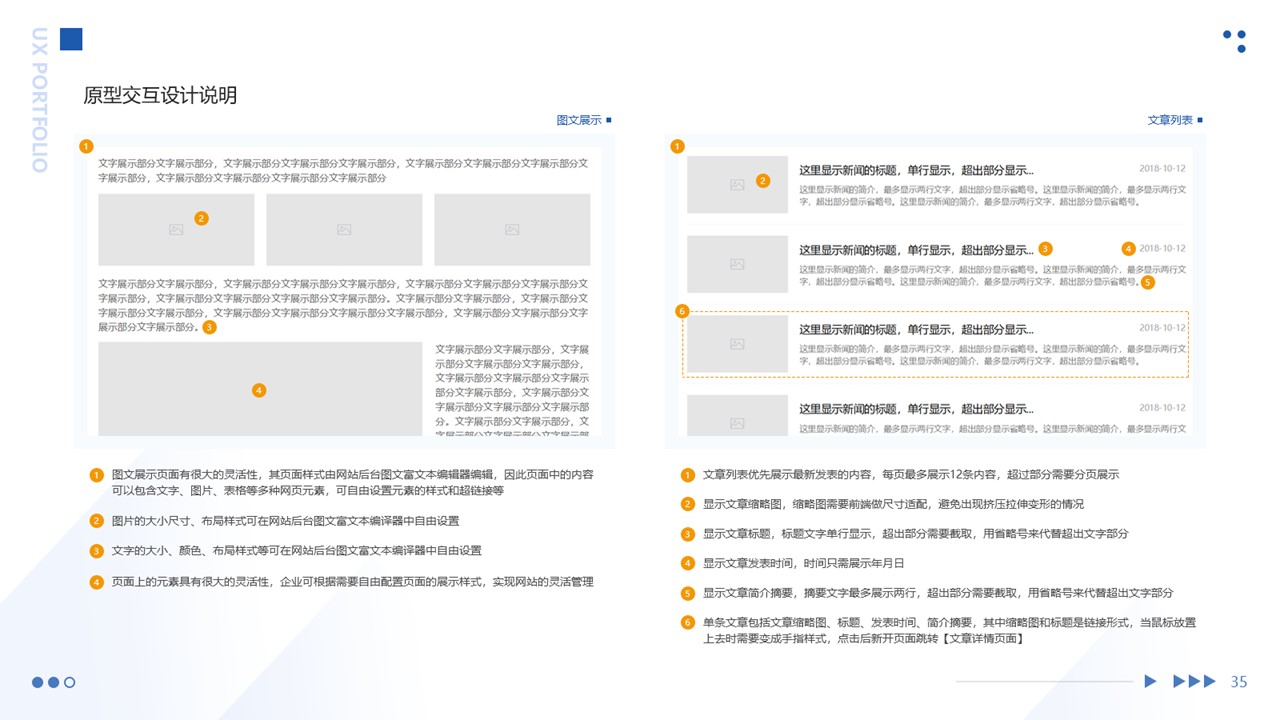 UX PORTFOLIO
原型交互设计说明
图文展示
1
文字展示部分文字展示部分，文字展示部分文字展示部分文字展示部分，文字展示部分文字展示部分文字展示部分文
字展示部分，文字展示部分文字展示部分文字展示部分文字展示部分
2
文字展示部分文字展示部分，文字展示部分文字展示部分文字展示部分，文字展示部分文字展示部分文字展示部分文
字展示部分，文字展示部分文字展示部分文字展示部分文字展示部分。文字展示部分文字展示部分，文字展示部分文
字展示部分文字展示部分，文字展示部分文字展示部分文字展示部分文字展示部分，文字展示部分文字展示部分文字
展示部分文字展示部分。 3
4
文字展示部分文字展示部分，文字展
示部分文字展示部分文字展示部分，
文字展示部分文字展示部分文字展示
部分文字展示部分，文字展示部分文
字展示部分文字展示部分文字展示部
分。文字展示部分文字展示部分，文
字展示部分文字展示部分文字展示部
1 图文展示页面有很大的灵活性，其页面样式由网站后台图文富文本编辑器编辑，因此页面中的内容
可以包含文字、图片、表格等多种网页元素，可自由设置元素的样式和超链接等
2 图片的大小尺寸、布局样式可在网站后台图文富文本编译器中自由设置
3 文字的大小、颜色、布局样式等可在网站后台图文富文本编译器中自由设置
4 页面上的元素具有很大的灵活性，企业可根据需要自由配置页面的展示样式，实现网站的灵活管理
文章列表
1
2
这里显示新闻的标题，单行显示，超出部分显示... 2018-10-12
这里显示新闻的简介，最多显示两行文字，超出部分显示省略号。这里显示新闻的简介，最多显示两行文
字，超出部分显示省略号。这里显示新闻的简介，最多显示两行文字，超出部分显示省略号。
这里显示新闻的标题，单行显示，超出部分显示... 3 4 2018-10-12
这里显示新闻的简介，最多显示两行文字，超出部分显示省略号。这里显示新闻的简介，最多显示两行文
字，超出部分显示省略号。这里显示新闻的简介，最多显示两行文字，超出部分显示省略号。 5
6
这里显示新闻的标题，单行显示，超出部分显示... 2018-10-12
这里显示新闻的简介，最多显示两行文字，超出部分显示省略号。这里显示新闻的简介，最多显示两行文
字，超出部分显示省略号。这里显示新闻的简介，最多显示两行文字，超出部分显示省略号。
这里显示新闻的标题，单行显示，超出部分显示... 2018-10-12
这里显示新闻的简介，最多显示两行文字，超出部分显示省略号。这里显示新闻的简介，最多显示两行文
1 文章列表优先展示最新发表的内容，每页最多展示12条内容，超过部分需要分页展示
2 显示文章缩略图，缩略图需要前端做尺寸适配，避免出现挤压拉伸变形的情况
3 显示文章标题，标题文字单行显示，超出部分需要截取，用省略号来代替超出文字部分
4 显示文章发表时间，时间只需展示年月日
5 显示文章简介摘要，摘要文字最多展示两行，超出部分需要截取，用省略号来代替超出文字部分
6 单条文章包括文章缩略图、标题、发表时间、简介摘要，其中缩略图和标题是链接形式，当鼠标放置
上去时需要变成手指样式，点击后新开页面跳转【文章详情页面】
35